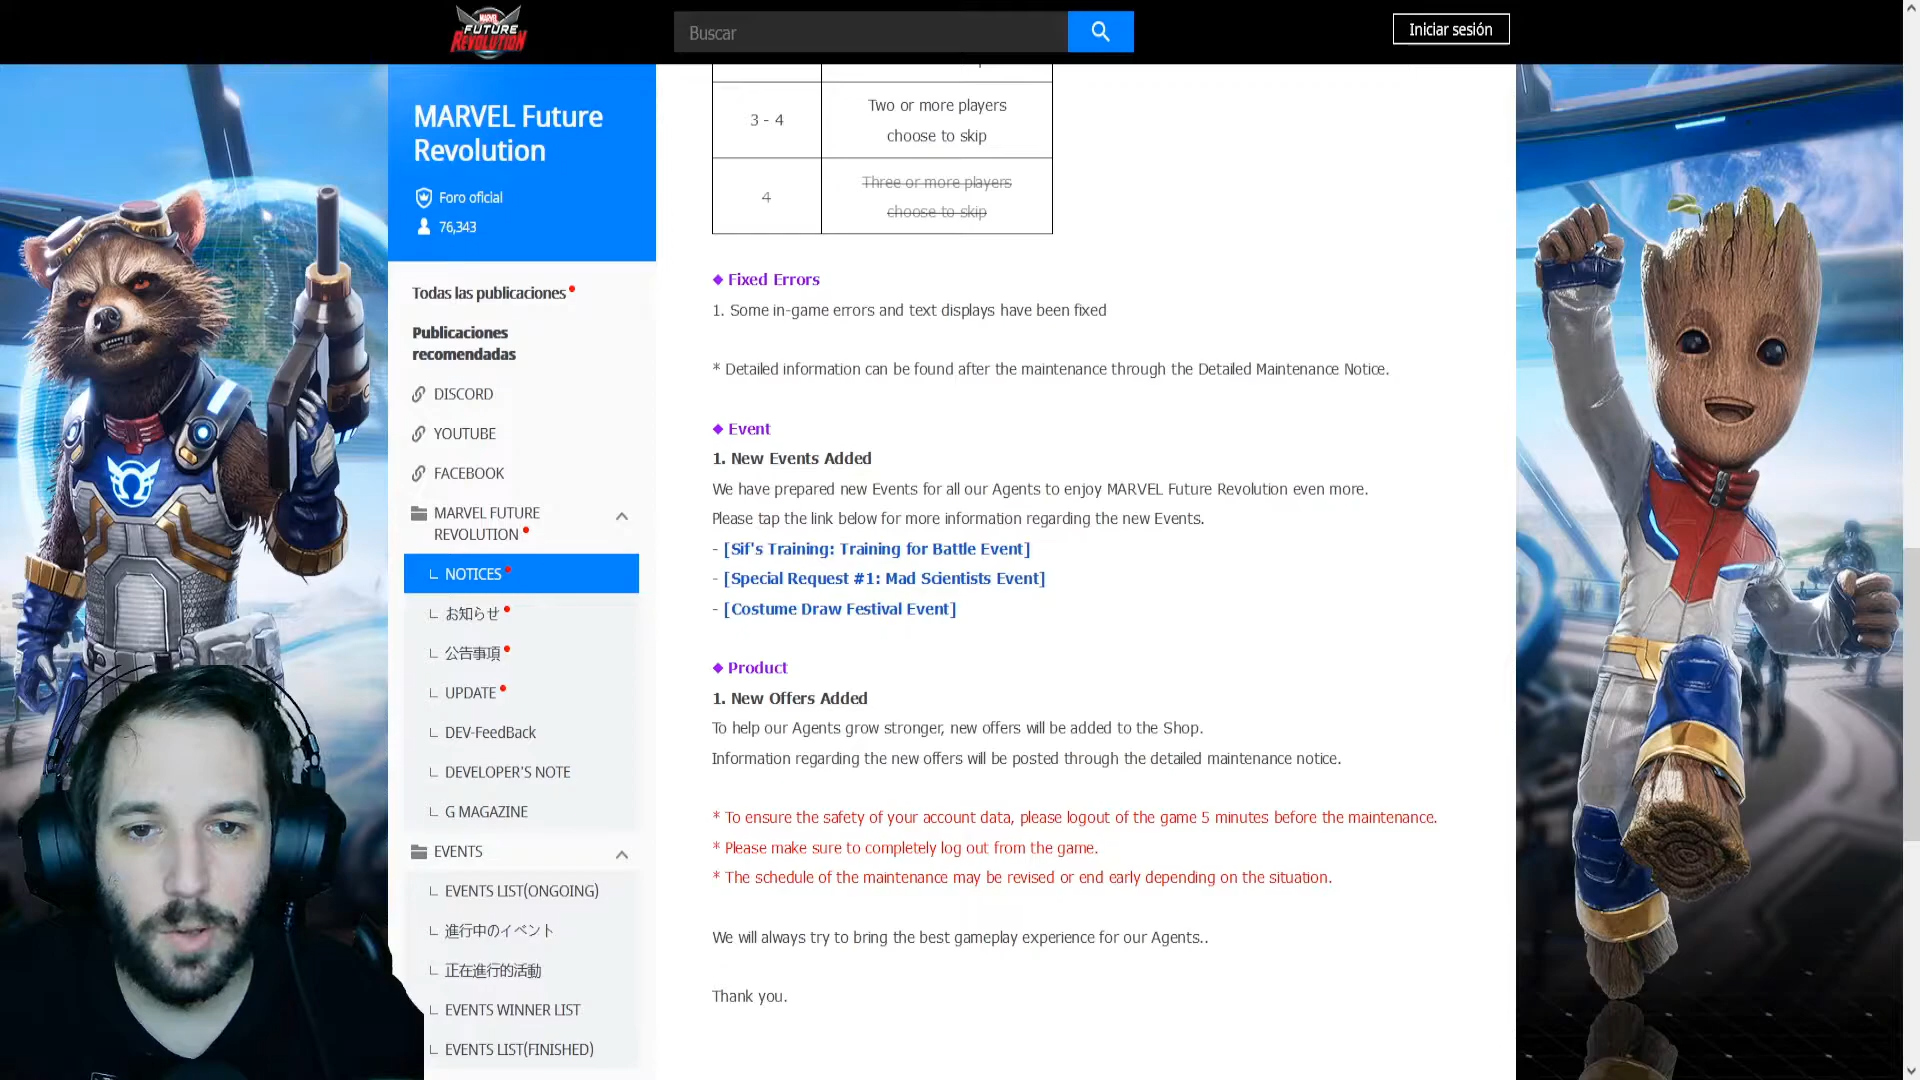 MARVEL
FUTURE
REVOLUTION
Buscar
Iniciar sesión
MARVEL Future
Revolution
Foro oficial
76,343
Todas las publicaciones
Publicaciones
recomendadas
DISCORD
YOUTUBE
FACEBOOK
MARVEL FUTURE
REVOLUTION
NOTICES
お知らせ
公告事項
UPDATE
DEV-FeedBack
DEVELOPER'S NOTE
G MAGAZINE
EVENTS
EVENTS LIST(ONGOING)
進行中のイベント
正在進行的活動
EVENTS WINNER LIST
EVENTS LIST(FINISHED)
3 - 4
Two or more players
choose to skip
4
Three or more players
choose to skip
◆ Fixed Errors
1. Some in-game errors and text displays have been fixed
* Detailed information can be found after the maintenance through the Detailed Maintenance Notice.
◆ Event
1. New Events Added
We have prepared new Events for all our Agents to enjoy MARVEL Future Revolution even more.
Please tap the link below for more information regarding the new Events.
- [Sif's Training: Training for Battle Event]
- [Special Request #1: Mad Scientists Event]
- [Costume Draw Festival Event]
◆ Product
1. New Offers Added
To help our Agents grow stronger, new offers will be added to the Shop.
Information regarding the new offers will be posted through the detailed maintenance notice.
* To ensure the safety of your account data, please logout of the game 5 minutes before the maintenance.
* Please make sure to completely log out from the game.
* The schedule of the maintenance may be revised or end early depending on the situation.
We will always try to bring the best gameplay experience for our Agents..
Thank you.